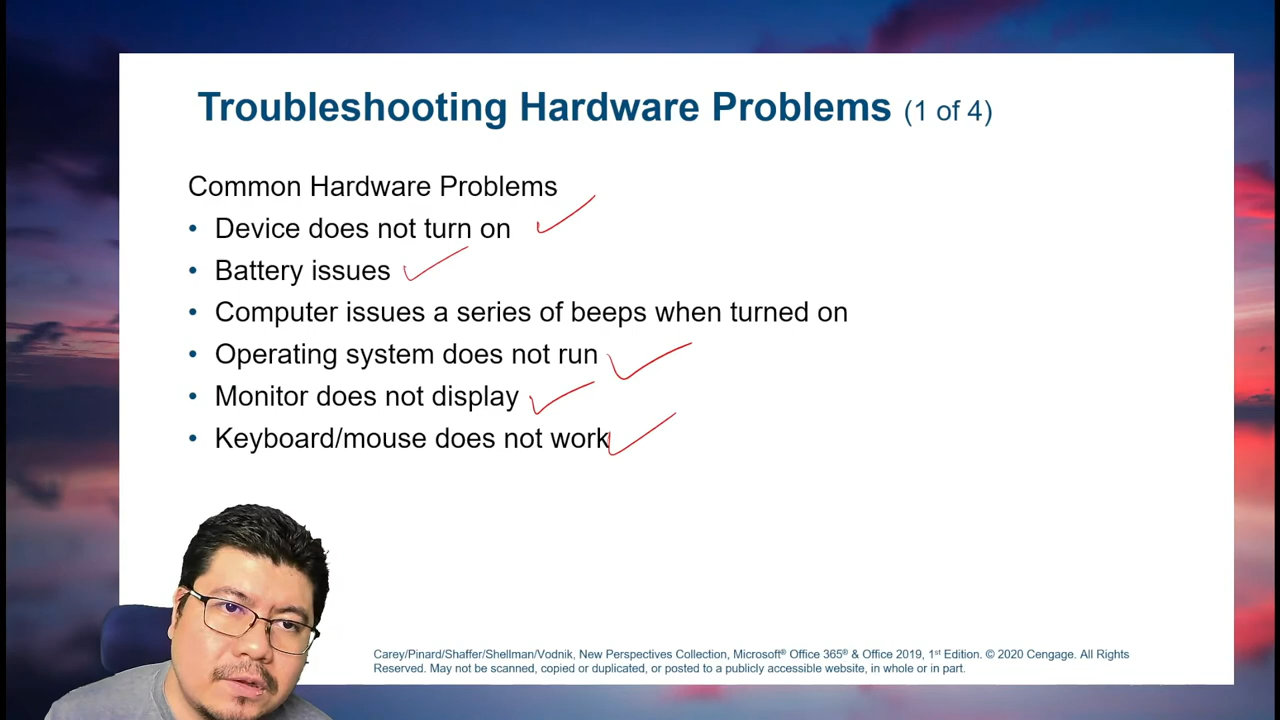 Troubleshooting Hardware Problems (1 of 4)
Common Hardware Problems
• Device does not turn on
• Battery issues
• Computer issues a series of beeps when turned on
• Operating system does not run
• Monitor does not display
• Keyboard/mouse does not work
Carey/Pinard/Shaffer/Shellman/Vodnik, New Perspectives Collection, Microsoft® Office 365® & Office 2019, 1st Edition. © 2020 Cengage. All Rights
Reserved. May not be scanned, copied or duplicated, or posted to a publicly accessible website, in whole or in part.